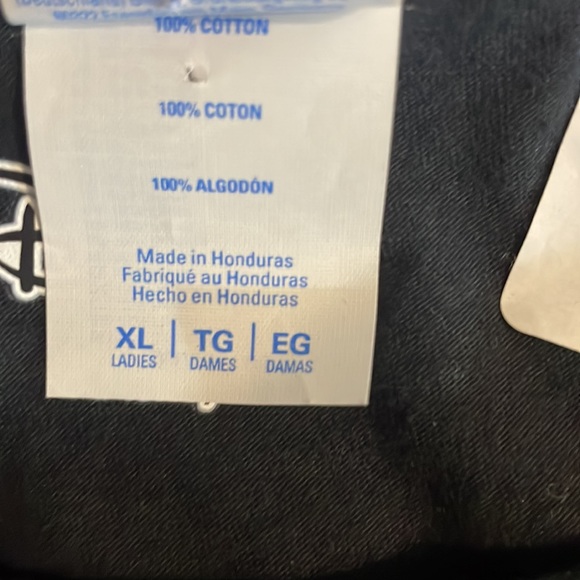 100% COTTON
100% COTON
100% ALGODÓN
Made in Honduras
Fabriqué au Honduras
Hecho en Honduras
XL | TG | EG
LADIES DAMES DAMAS